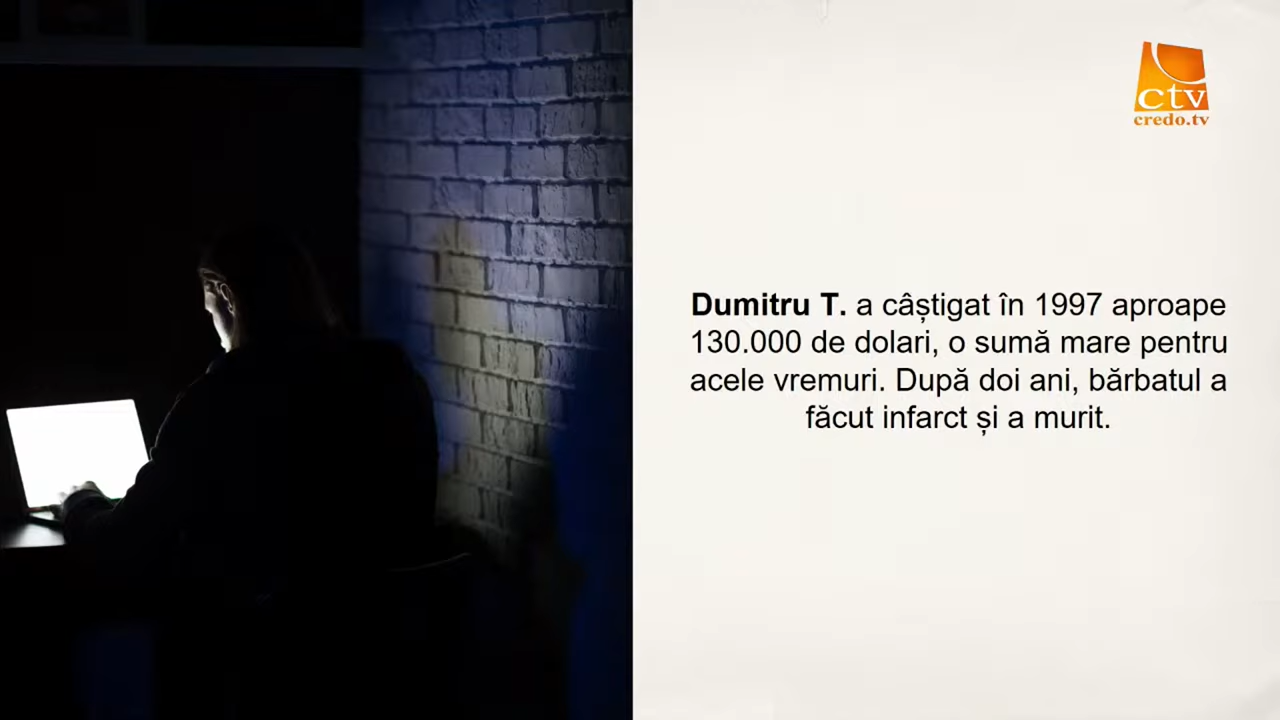 ctv
credo.tv
Dumitru T. a câștigat în 1997 aproape
130.000 de dolari, o sumă mare pentru
acele vremuri. După doi ani, bărbatul a
făcut infarct și a murit.